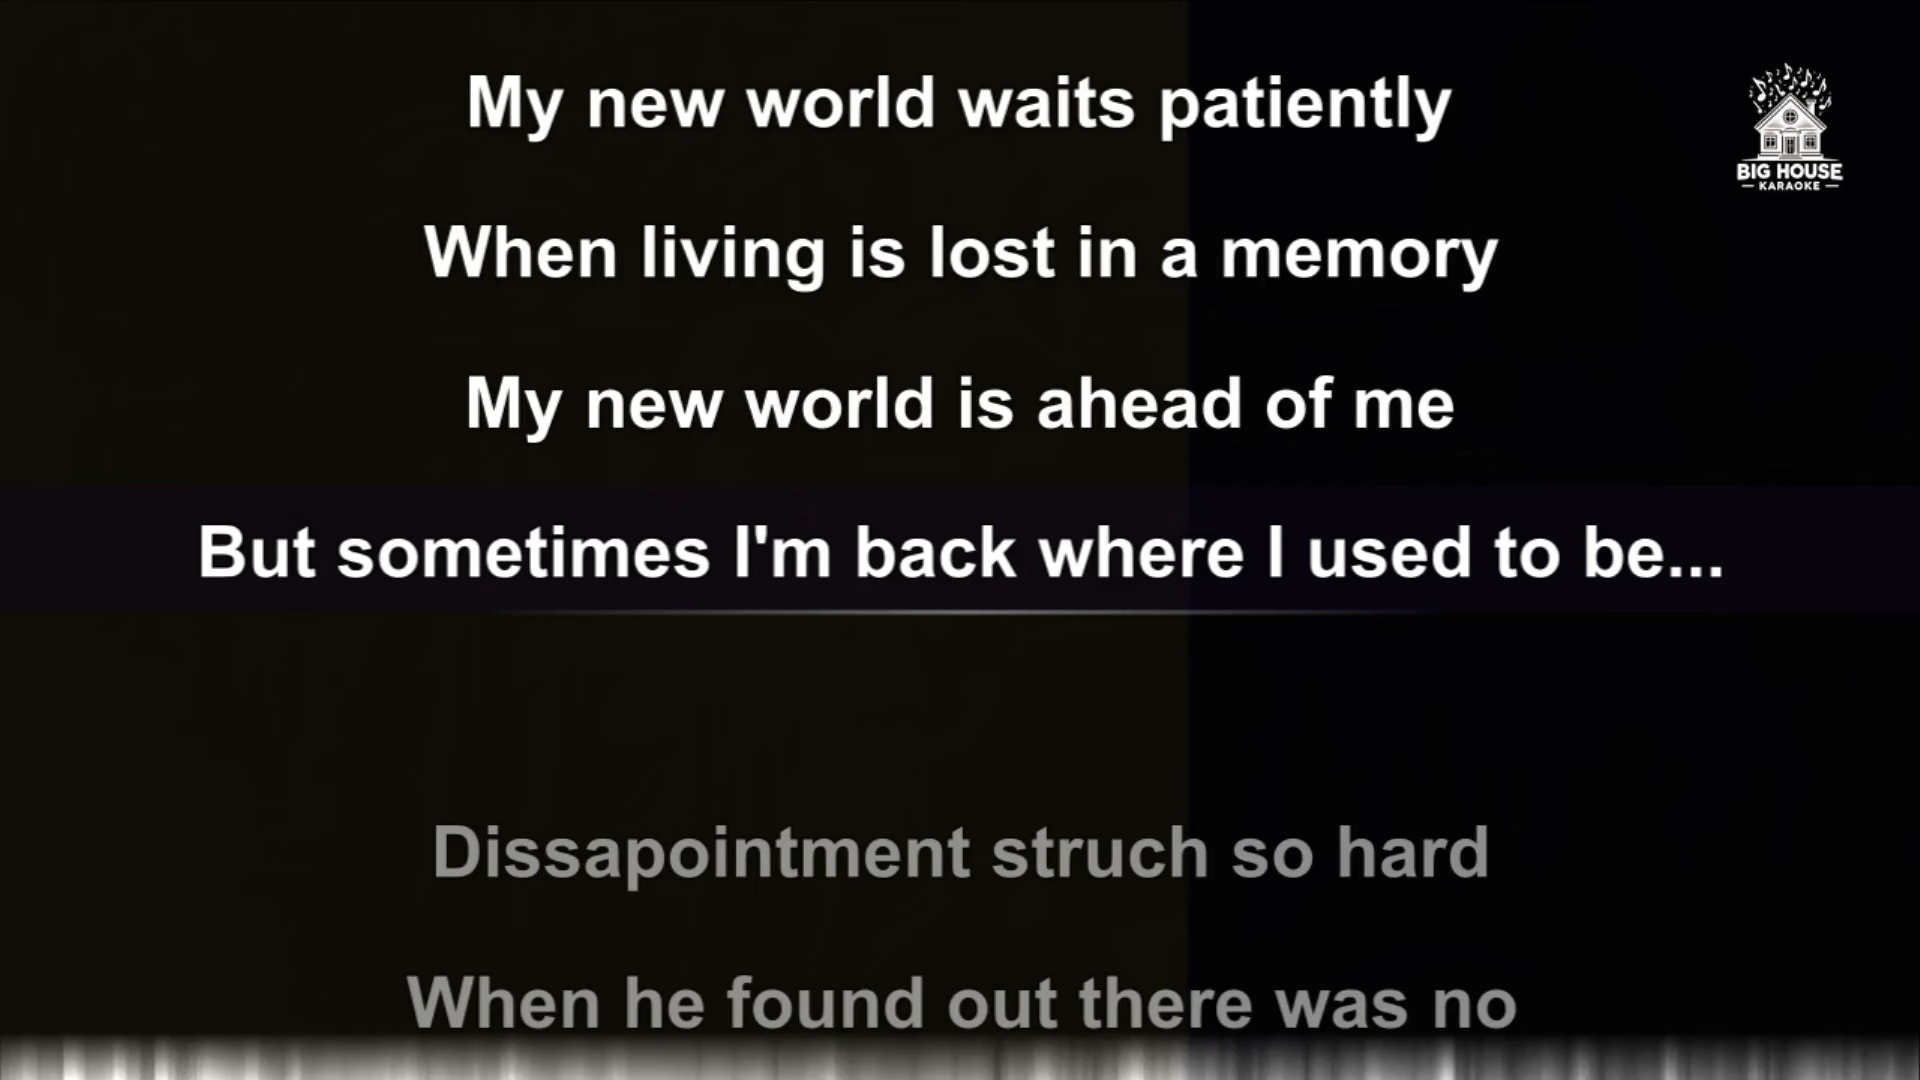 My new world waits patiently
BIG HOUSE
KARAOKE
When living is lost in a memory
My new world is ahead of me
But sometimes I'm back where I used to be...
Dissapointment struch so hard
When he found out there was no